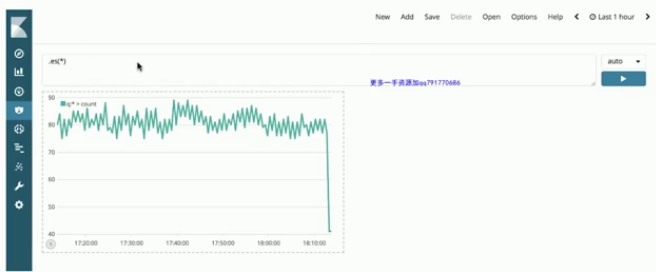 New Add Save Delete Open Options Help Last 1 hour
.es(*)
auto
更多一手资源加qq791770686
q:* > count
90
80
70
60
50
40
17:20:00 17:30:00 17:40:00 17:50:00 18:00:00 18:10:00